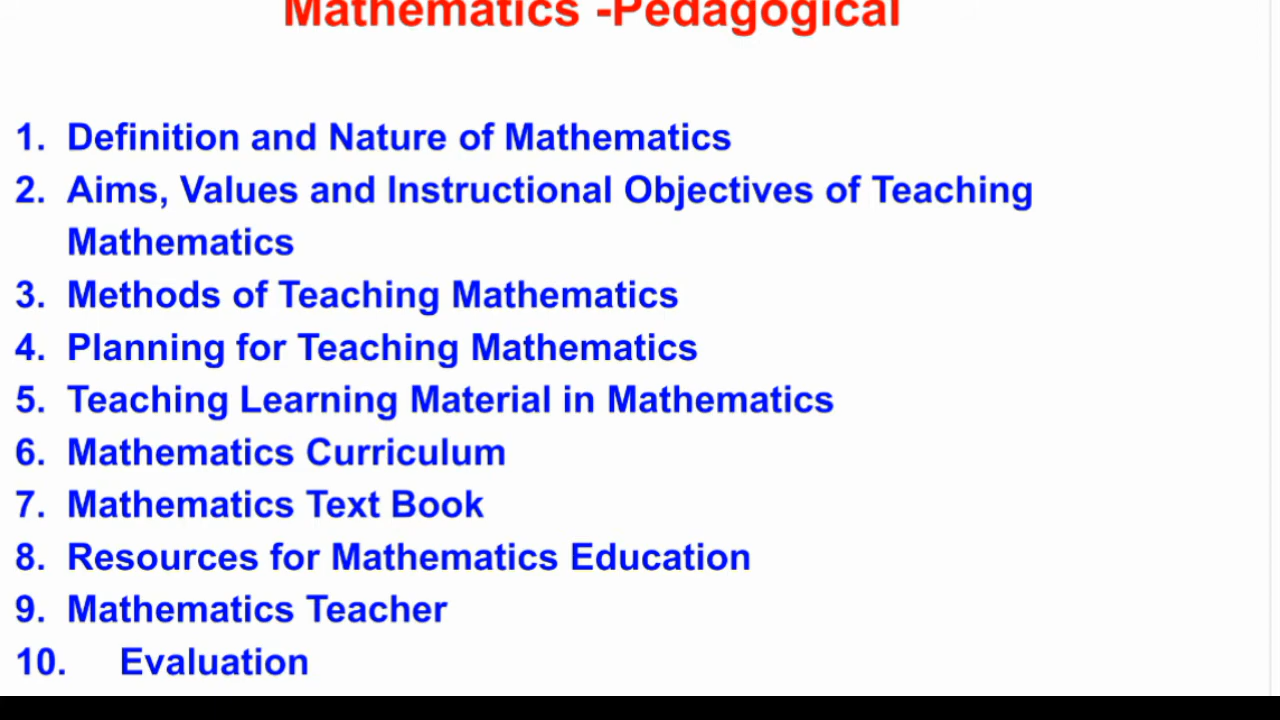 Mathematics -Pedagogical
1. Definition and Nature of Mathematics
2. Aims, Values and Instructional Objectives of Teaching
Mathematics
3. Methods of Teaching Mathematics
4. Planning for Teaching Mathematics
5. Teaching Learning Material in Mathematics
6. Mathematics Curriculum
7. Mathematics Text Book
8. Resources for Mathematics Education
9. Mathematics Teacher
10. Evaluation